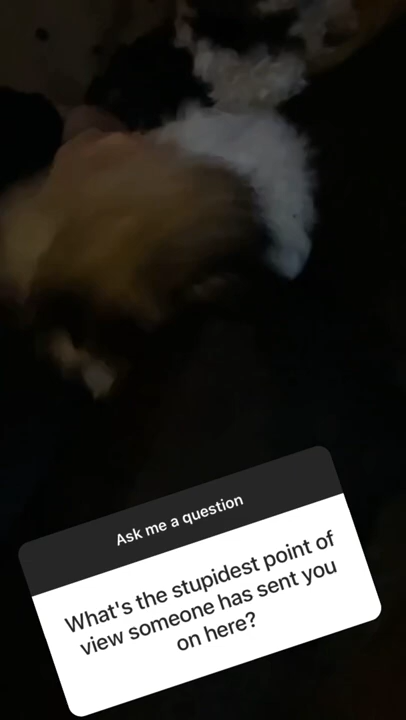 Ask me a question
What's the stupidest point of
view someone has sent you
on here?